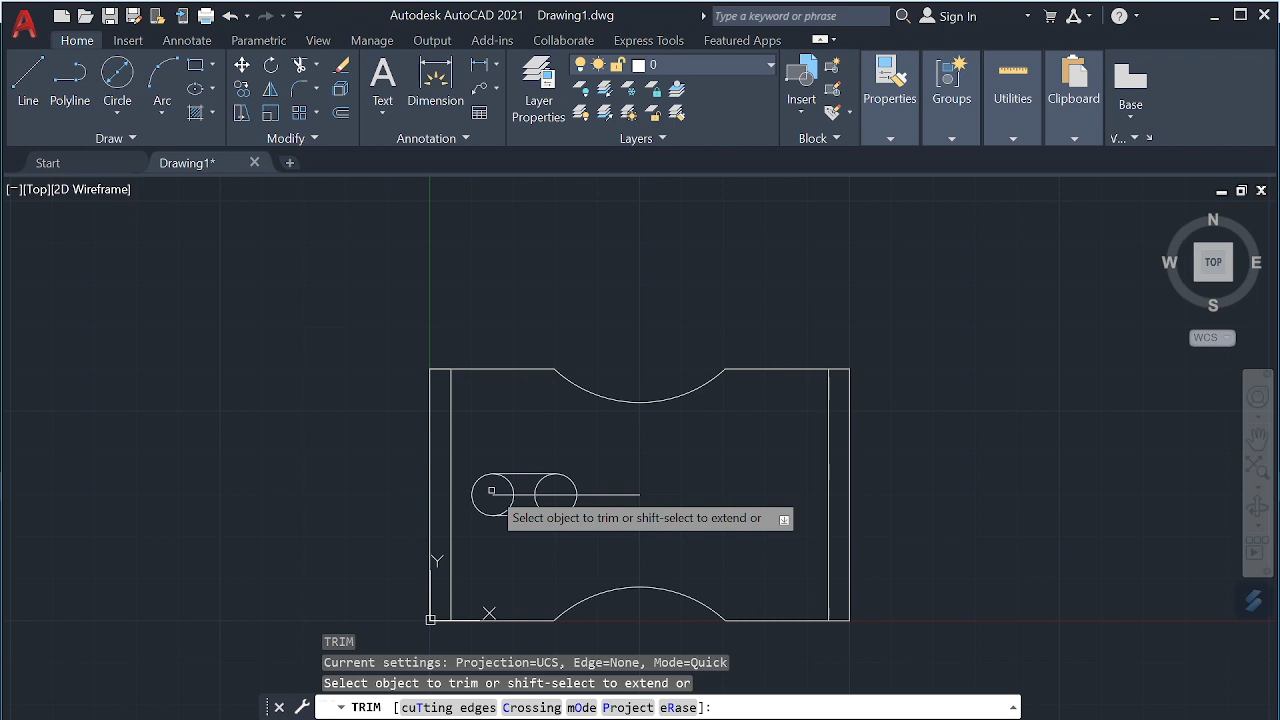 A Autodesk AutoCAD 2021 Drawing1.dwg Type a keyword or phrase Sign In
Home Insert Annotate Parametric View Manage Output Add-ins Collaborate Express Tools Featured Apps
0
Line Polyline Circle Arc
Text Dimension
Layer Properties
Insert Properties Groups Utilities Clipboard Base
Draw Modify Annotation Layers Block V...
Start Drawing1*
[−][Top][2D Wireframe]
N
W TOP E
S
WCS
Select object to trim or shift-select to extend or
Y
X
TRIM
Current settings: Projection=UCS, Edge=None, Mode=Quick
Select object to trim or shift-select to extend or
TRIM [cuTting edges Crossing mOde Project eRase]: